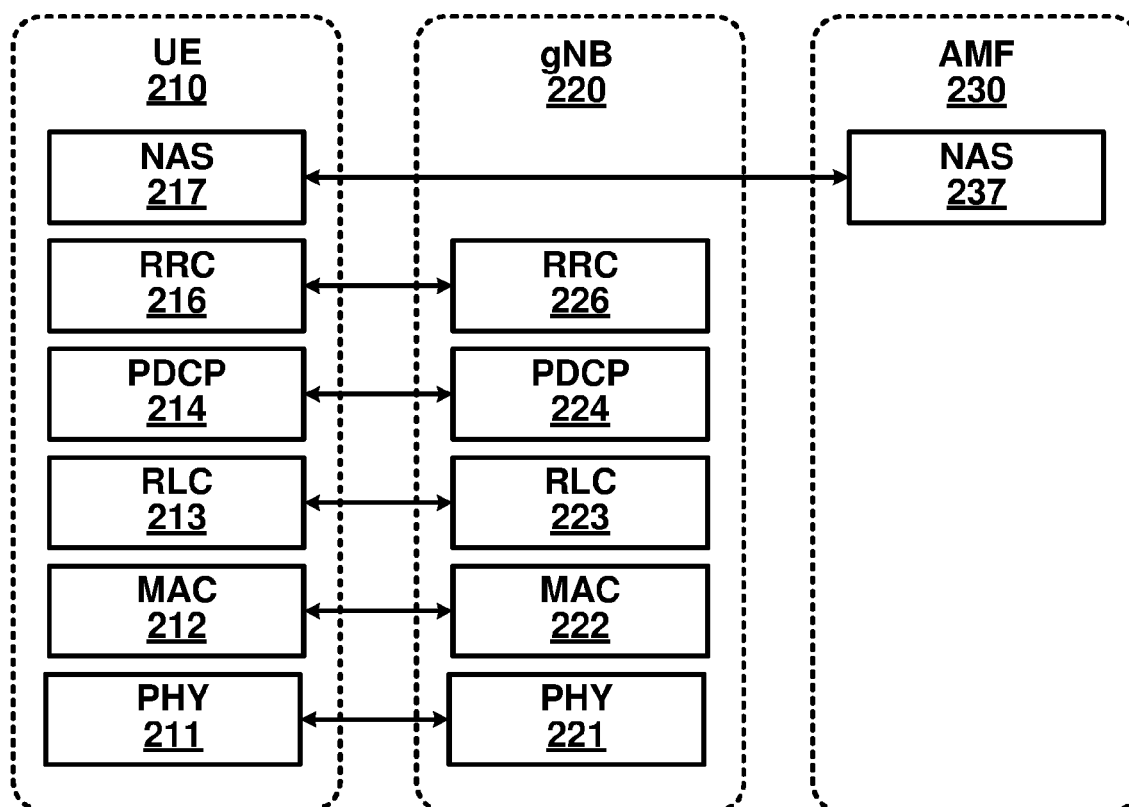 UE
210
gNB
220
AMF
230
NAS
217
NAS
237
RRC
216
RRC
226
PDCP
214
PDCP
224
RLC
213
RLC
223
MAC
212
MAC
222
PHY
211
PHY
221